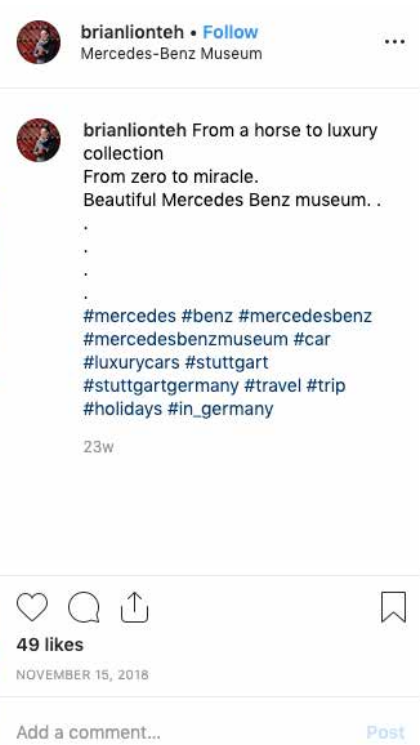 brianlionteh • Follow
Mercedes-Benz Museum
brianlionteh From a horse to luxury
collection
From zero to miracle.
Beautiful Mercedes Benz museum. .
.
.
.
.
#mercedes #benz #mercedesbenz
#mercedesbenzmuseum #car
#luxurycars #stuttgart
#stuttgartgermany #travel #trip
#holidays #in_germany
23w
49 likes
NOVEMBER 15, 2018
Add a comment... Post